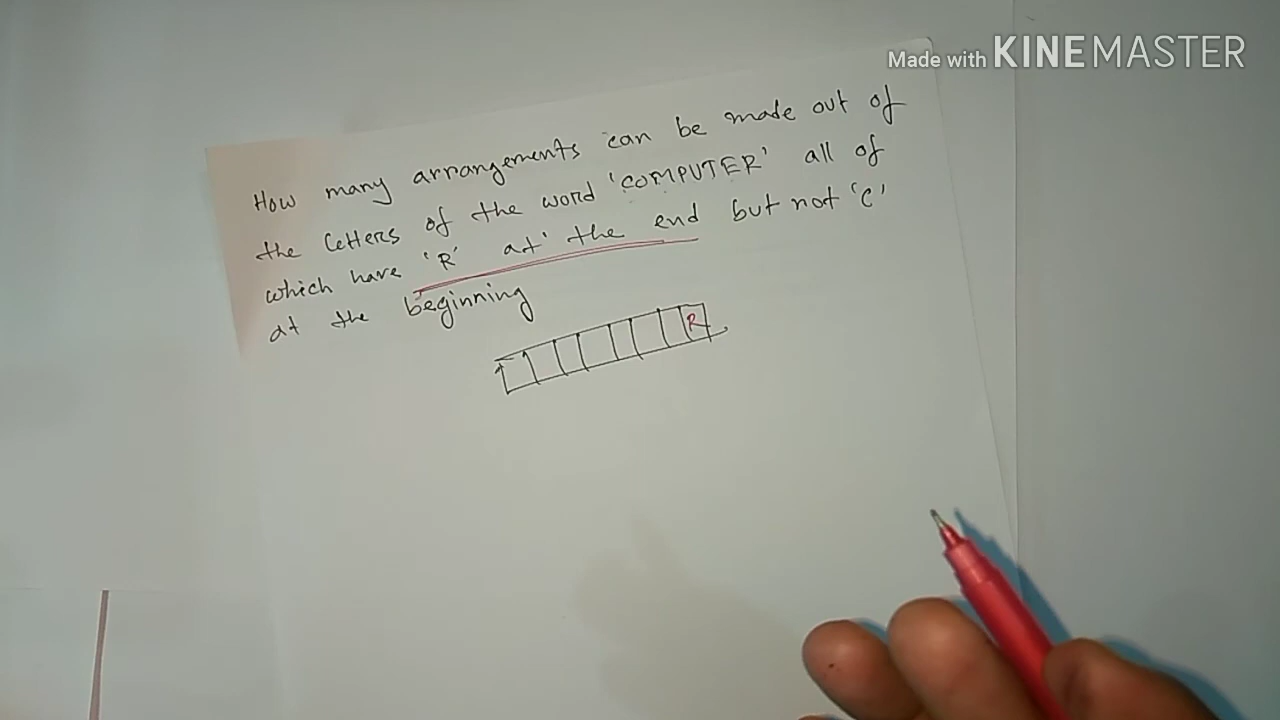 Made with KINEMASTER
How many arrangements can be made out of
the letters of the word 'COMPUTER' all of
which have 'R' at the end but not 'C'
at the beginning
R